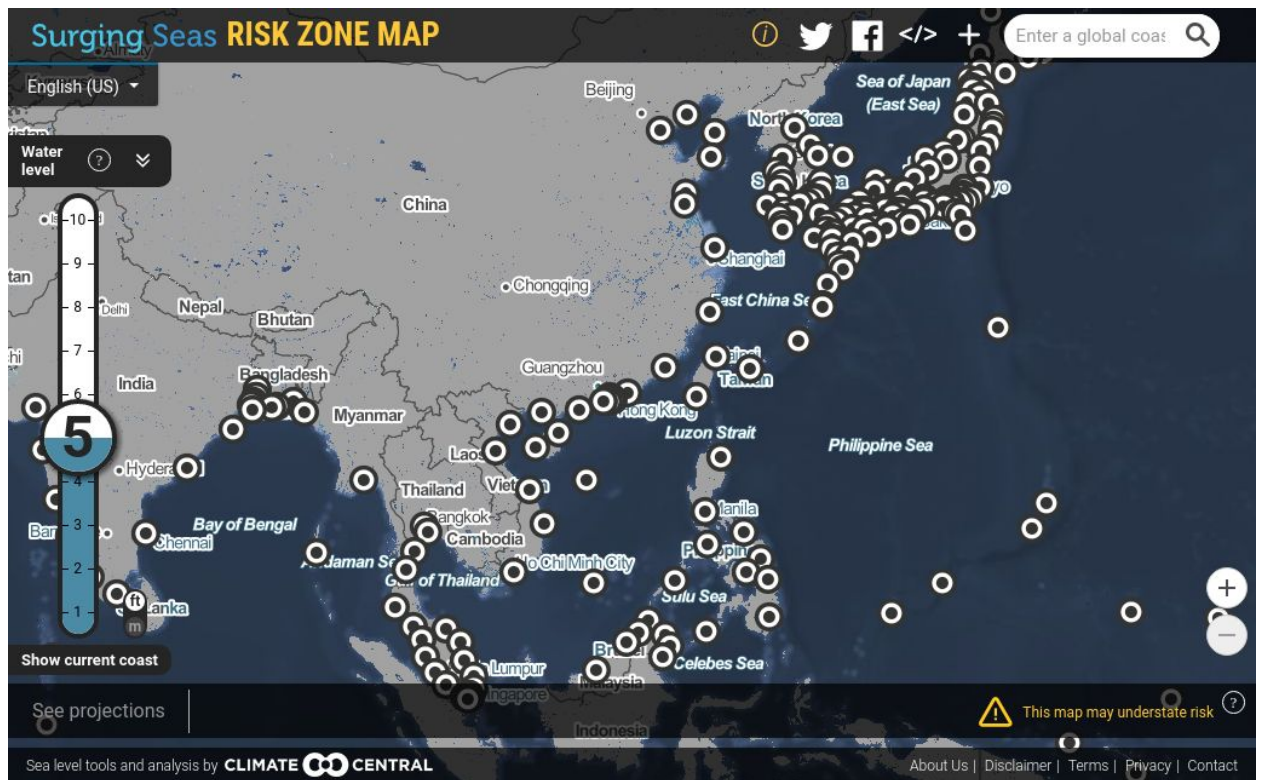 Surging Seas RISK ZONE MAP
</>
Enter a global coas
Almaty
English (US)
Sea of Japan
(East Sea)
Beijing
North Korea
Water
level
?
China
10
Shanghai
9
Chongqing
8
Delhi
Nepal
East China Se
Bhutan
7
Guangzhou
India
Bangladesh
Taiwan
6
Myanmar
Hong Kong
5
Luzon Strait
Philippine Sea
Laos
4
Thailand
Vietnam
3
Bay of Bengal
Bangkok
Manila
Chennai
Cambodia
2
Andaman Se
Ho Chi Minh City
Gulf of Thailand
1
ft
m
Lanka
Sulu Sea
+
−
Show current coast
Lumpur
Celebes Sea
Malaysia
Singapore
See projections
This map may understate risk
?
Indonesia
Sea level tools and analysis by CLIMATE CENTRAL
About Us | Disclaimer | Terms | Privacy | Contact